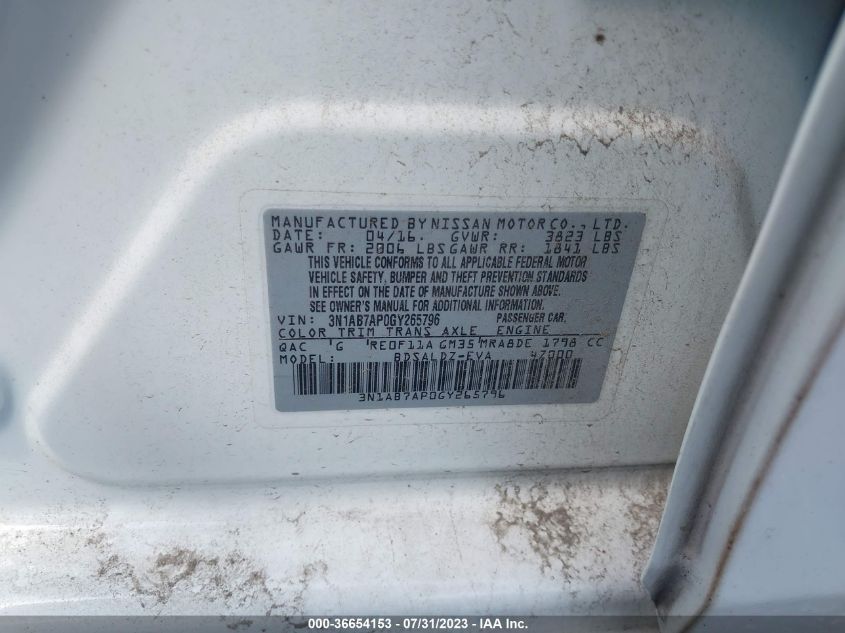 MANUFACTURED BY NISSAN MOTOR CO., LTD.
DATE: 04/16. GVWR: 3823 LBS
GAWR FR: 2006 LBS GAWR RR: 1841 LBS
THIS VEHICLE CONFORMS TO ALL APPLICABLE FEDERAL MOTOR
VEHICLE SAFETY, BUMPER AND THEFT PREVENTION STANDARDS
IN EFFECT ON THE DATE OF MANUFACTURE SHOWN ABOVE.
SEE OWNER'S MANUAL FOR ADDITIONAL INFORMATION.
VIN: 3N1AB7AP0GY265796 PASSENGER CAR.
COLOR TRIM TRANS AXLE ENGINE
QAC 'G 'RE0F11A GM35'MRA8DE 1798 CC
MODEL: BDSALDZ-EVA 47000
3N1AB7AP0GY265796
000-36654153 - 07/31/2023 - IAA Inc.